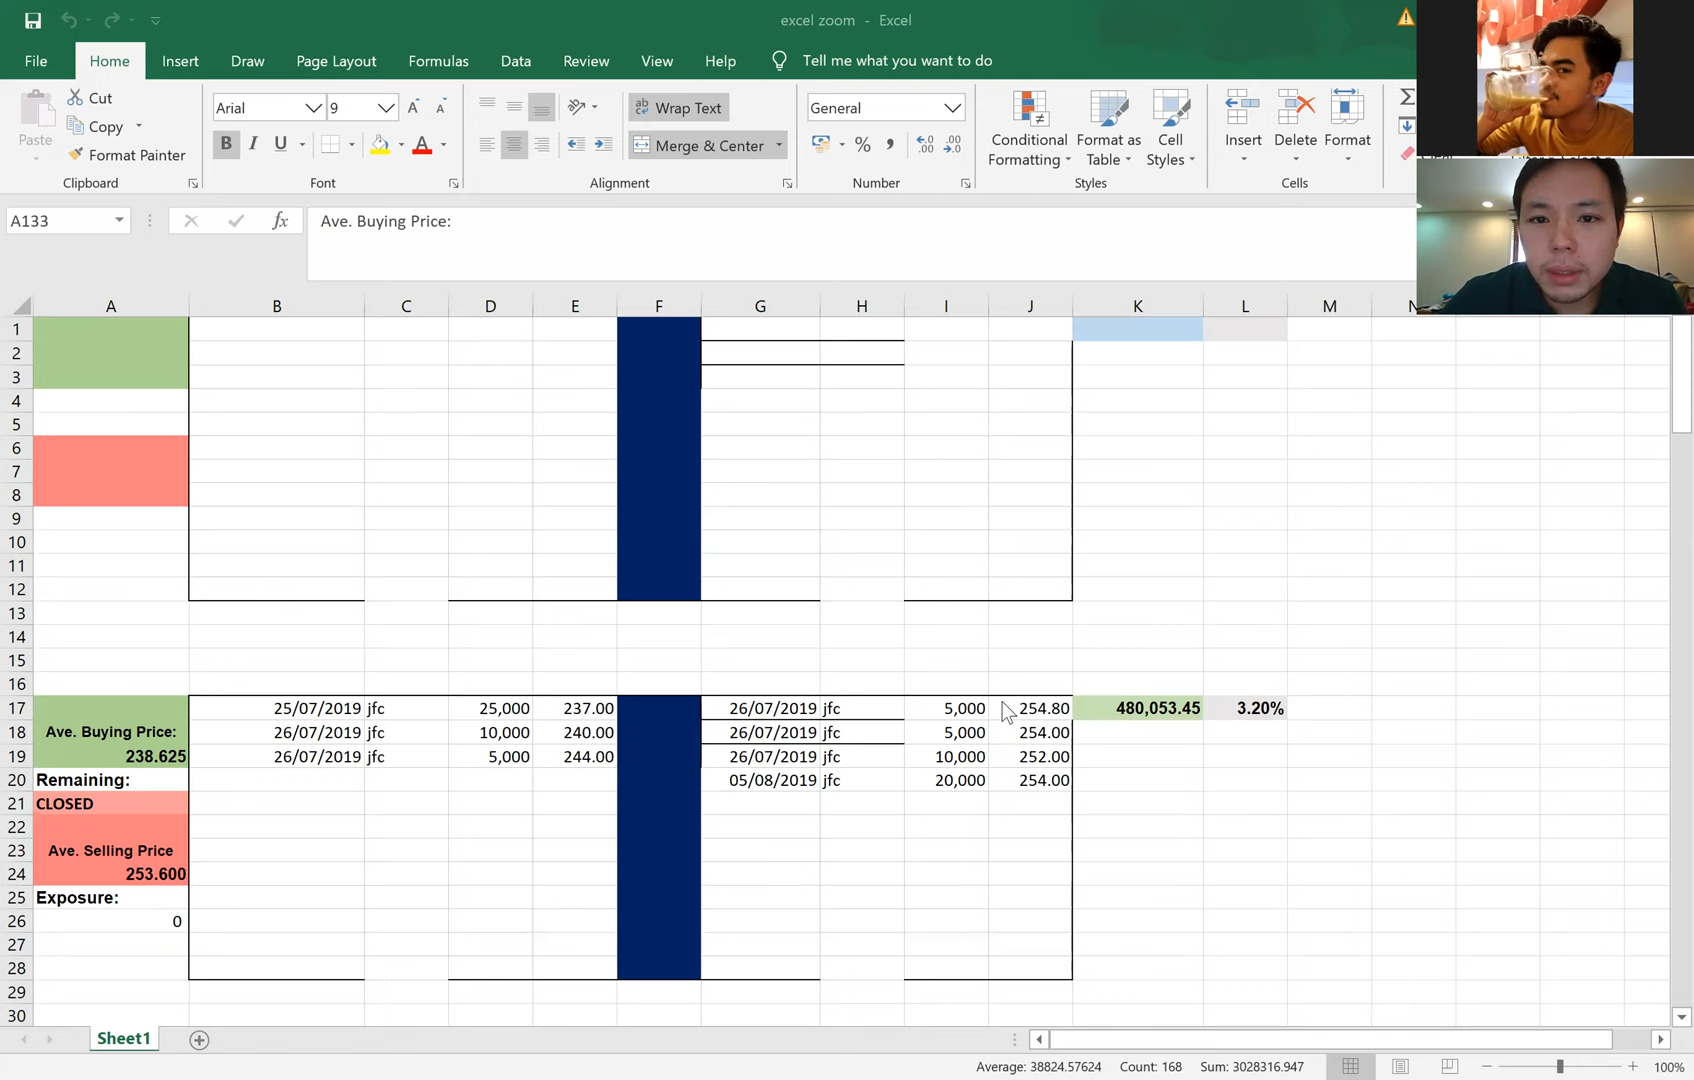 excel zoom - Excel
File Home Insert Draw Page Layout Formulas Data Review View Help Tell me what you want to do
Paste
Cut
Copy
Format Painter
Clipboard
Arial 9 A A
B I U A
Font
ab Wrap Text
Merge & Center
Alignment
General
% , .00 .00
Number
Conditional Formatting
Format as Table
Cell Styles
Styles
Insert Delete Format
Cells
A133 fx Ave. Buying Price:
A B C D E F G H I J K L M
1
2
3
4
5
6
7
8
9
10
11
12
13
14
15
16
17 25/07/2019 jfc 25,000 237.00 26/07/2019 jfc 5,000 254.80 480,053.45 3.20%
18 Ave. Buying Price: 26/07/2019 jfc 10,000 240.00 26/07/2019 jfc 5,000 254.00
19 238.625 26/07/2019 jfc 5,000 244.00 26/07/2019 jfc 10,000 252.00
20 Remaining: 05/08/2019 jfc 20,000 254.00
21 CLOSED
22
23 Ave. Selling Price
24 253.600
25 Exposure:
26 0
27
28
29
30
Sheet1
Average: 38824.57624 Count: 168 Sum: 3028316.947 100%